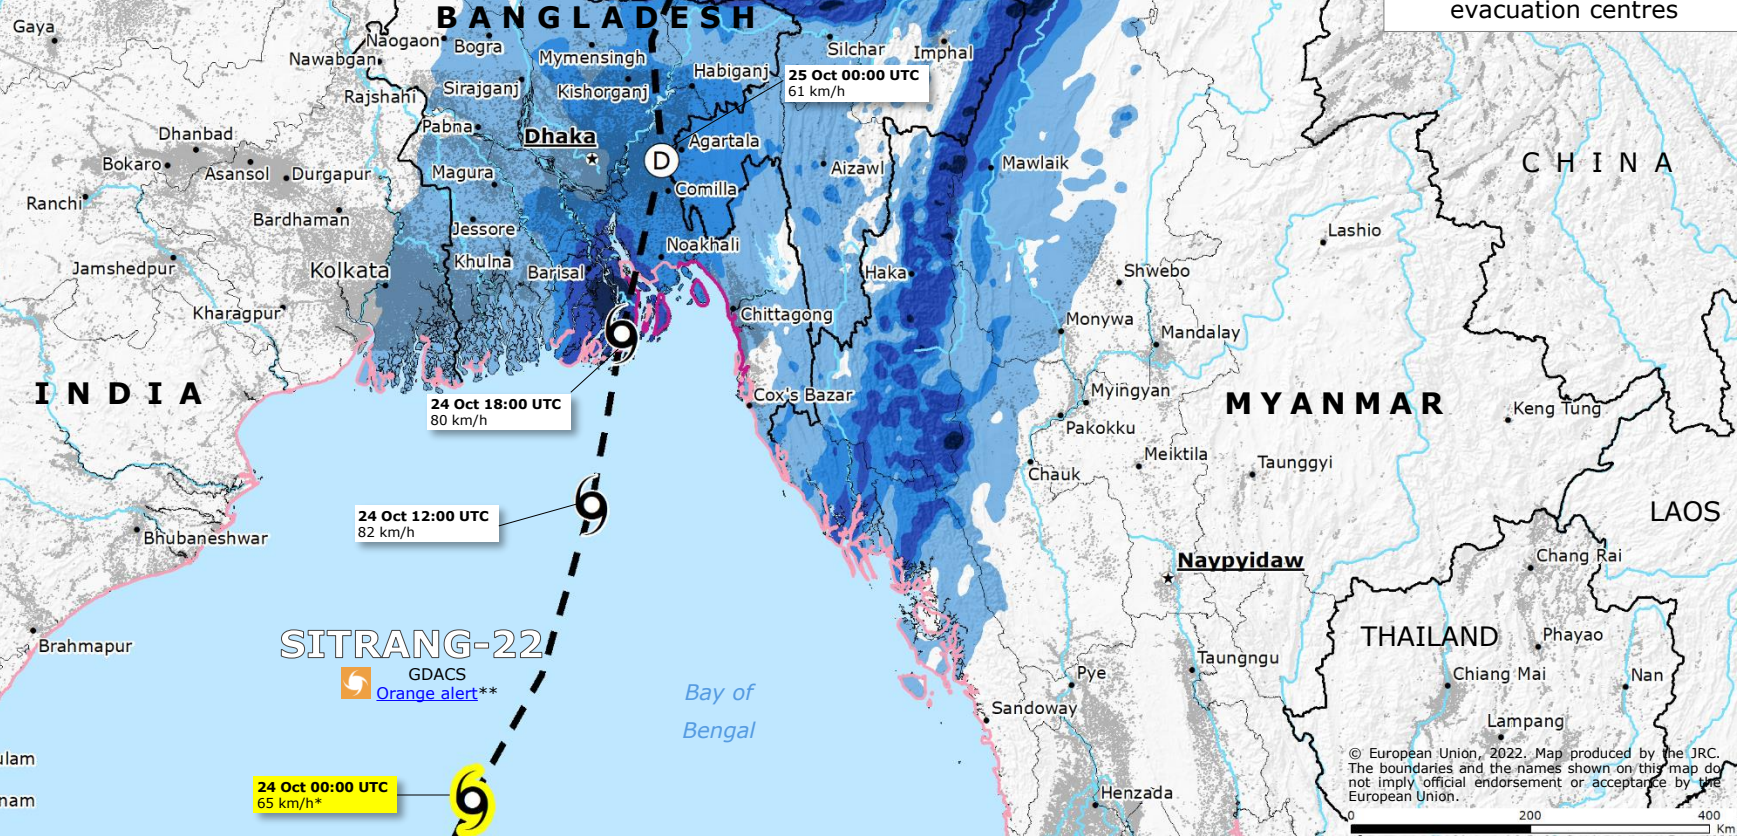 evacuation centres
BANGLADESH
Gaya
Naogaon
Bogra
Nawabgan
Mymensingh
Silchar
Imphal
Habiganj
25 Oct 00:00 UTC
61 km/h
Rajshahi
Sirajganj
Kishorganj
Pabna
Dhaka
Dhanbad
Agartala
D
Bokaro
Asansol
Durgapur
Magura
Aizawl
Mawlaik
CHINA
Comilla
Ranchi
Bardhaman
Jessore
Noakhali
Lashio
Jamshedpur
Kolkata
Khulna
Barisal
Haka
Shwebo
Kharagpur
Chittagong
Monywa
Mandalay
INDIA
Cox's Bazar
Myingyan
MYANMAR
Keng Tung
24 Oct 18:00 UTC
80 km/h
Pakokku
Meiktila
Taunggyi
Chauk
LAOS
24 Oct 12:00 UTC
82 km/h
Bhubaneshwar
Naypyidaw
Chang Rai
Brahmapur
SITRANG-22
GDACS
Orange alert**
THAILAND
Phayao
Taungngu
Pye
Chiang Mai
Nan
Bay of
Bengal
Sandoway
Lampang
ulam
nam
24 Oct 00:00 UTC
65 km/h*
Henzada
© European Union, 2022. Map produced by the JRC.
The boundaries and the names shown on this map do
not imply official endorsement or acceptance by the
European Union.
0 200 400
Km